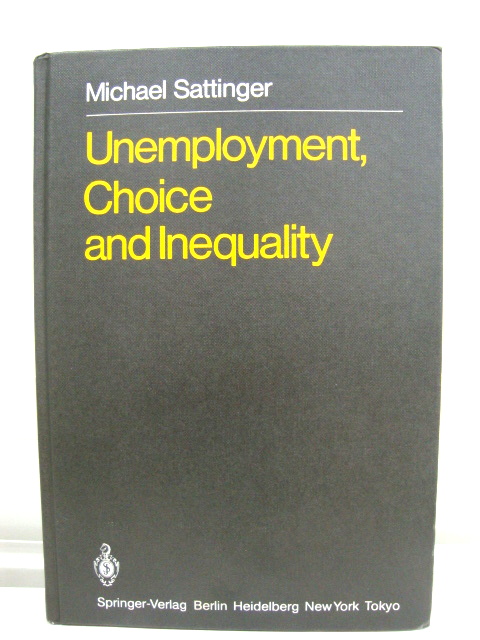 Michael Sattinger
Unemployment,
Choice
and Inequality
Springer-Verlag Berlin Heidelberg New York Tokyo